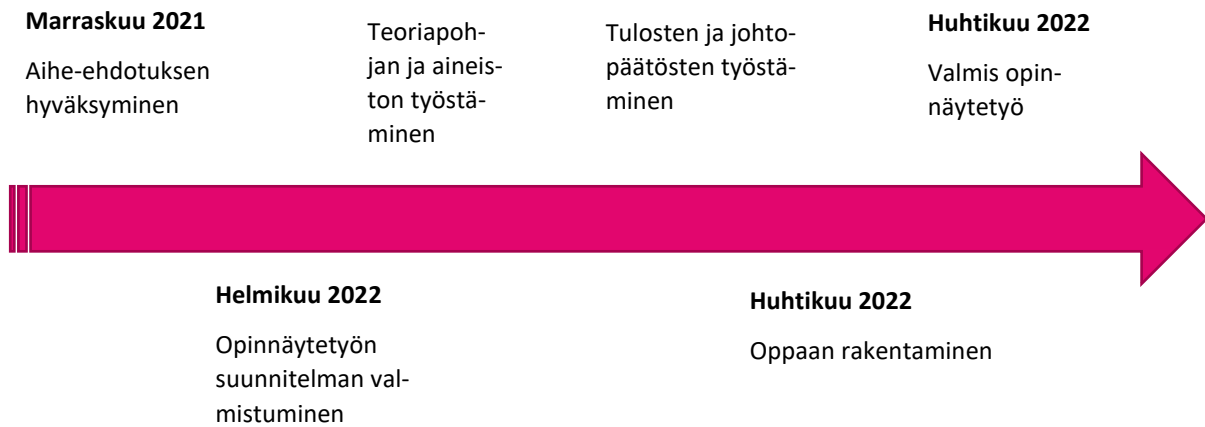 Marraskuu 2021
Aihe-ehdotuksen
hyväksyminen
Teoriapoh-
jan ja aineis-
ton työstä-
minen
Tulosten ja johto-
päätösten työstä-
minen
Huhtikuu 2022
Valmis opin-
näytetyö
Helmikuu 2022
Opinnäytetyön
suunnitelman val-
mistuminen
Huhtikuu 2022
Oppaan rakentaminen